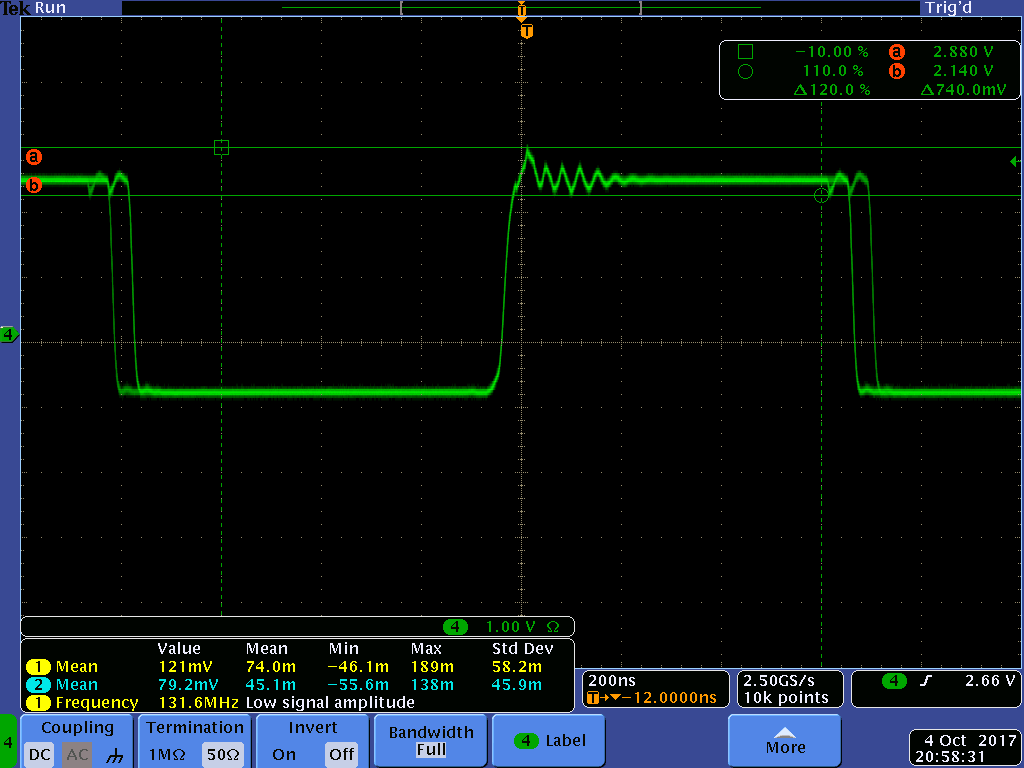 Tek Run Trig'd
T
T
−10.00 % a 2.880 V
110.0 % b 2.140 V
Δ120.0 % Δ740.0mV
a
b
4
4 1.00 V Ω
Value Mean Min Max Std Dev
1 Mean 121mV 74.0m −46.1m 189m 58.2m
2 Mean 79.2mV 45.1m −55.6m 138m 45.9m
1 Frequency 131.6MHz Low signal amplitude
200ns
T→▼−12.0000ns
2.50GS/s
10k points
4 2.66 V
4
Coupling
DC AC
Termination
1MΩ 50Ω
Invert
On Off
Bandwidth
Full
4 Label
More
4 Oct 2017
20:58:31